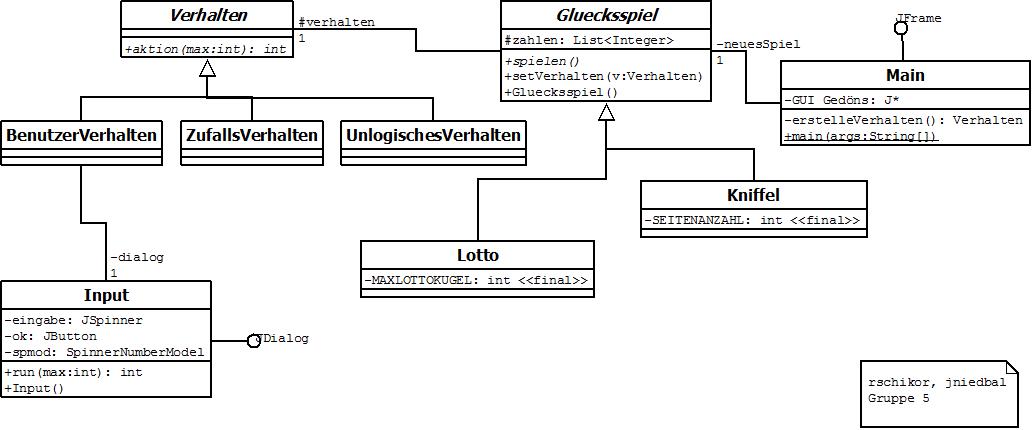 Verhalten
+aktion(max:int): int
#verhalten
1
Gluecksspiel
#zahlen: List<Integer>
+spielen()
+setVerhalten(v:Verhalten)
+Gluecksspiel()
-neuesSpiel
1
JFrame
Main
-GUI Gedöns: J*
-erstelleVerhalten(): Verhalten
+main(args:String[])
BenutzerVerhalten
ZufallsVerhalten
UnlogischesVerhalten
Kniffel
-SEITENANZAHL: int <<final>>
Lotto
-MAXLOTTOKUGEL: int <<final>>
-dialog
1
Input
-eingabe: JSpinner
-ok: JButton
-spmod: SpinnerNumberModel
+run(max:int): int
+Input()
JDialog
rschikor, jniedbal
Gruppe 5